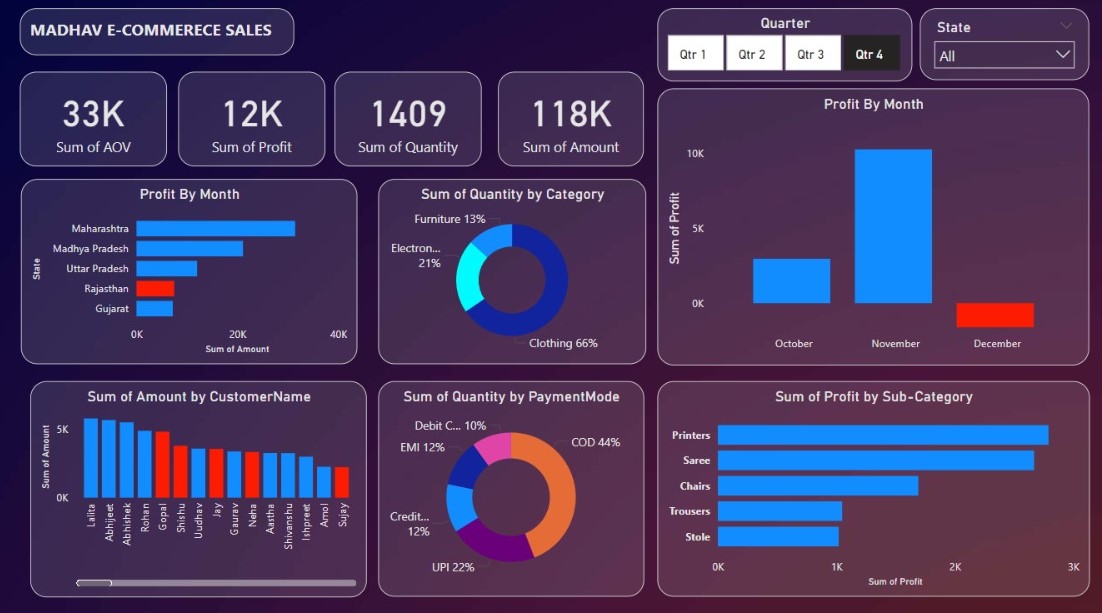 MADHAV E-COMMERECE SALES
Quarter
Qtr 1
Qtr 2
Qtr 3
Qtr 4
State
All
33K
Sum of AOV
12K
Sum of Profit
1409
Sum of Quantity
118K
Sum of Amount
Profit By Month
State
Maharashtra
Madhya Pradesh
Uttar Pradesh
Rajasthan
Gujarat
0K
20K
40K
Sum of Amount
Sum of Quantity by Category
Furniture 13%
Electron...
21%
Clothing 66%
Profit By Month
Sum of Profit
10K
5K
0K
October
November
December
Sum of Amount by CustomerName
Sum of Amount
5K
0K
Lalita
Abhijeet
Abhishek
Rohan
Gopal
Shishu
Uudhav
Jay
Gaurav
Neha
Aastha
Shivanshu
Ishpreet
Amol
Sujay
Sum of Quantity by PaymentMode
Debit C... 10%
EMI 12%
Credit...
12%
UPI 22%
COD 44%
Sum of Profit by Sub-Category
Printers
Saree
Chairs
Trousers
Stole
0K
1K
2K
3K
Sum of Profit